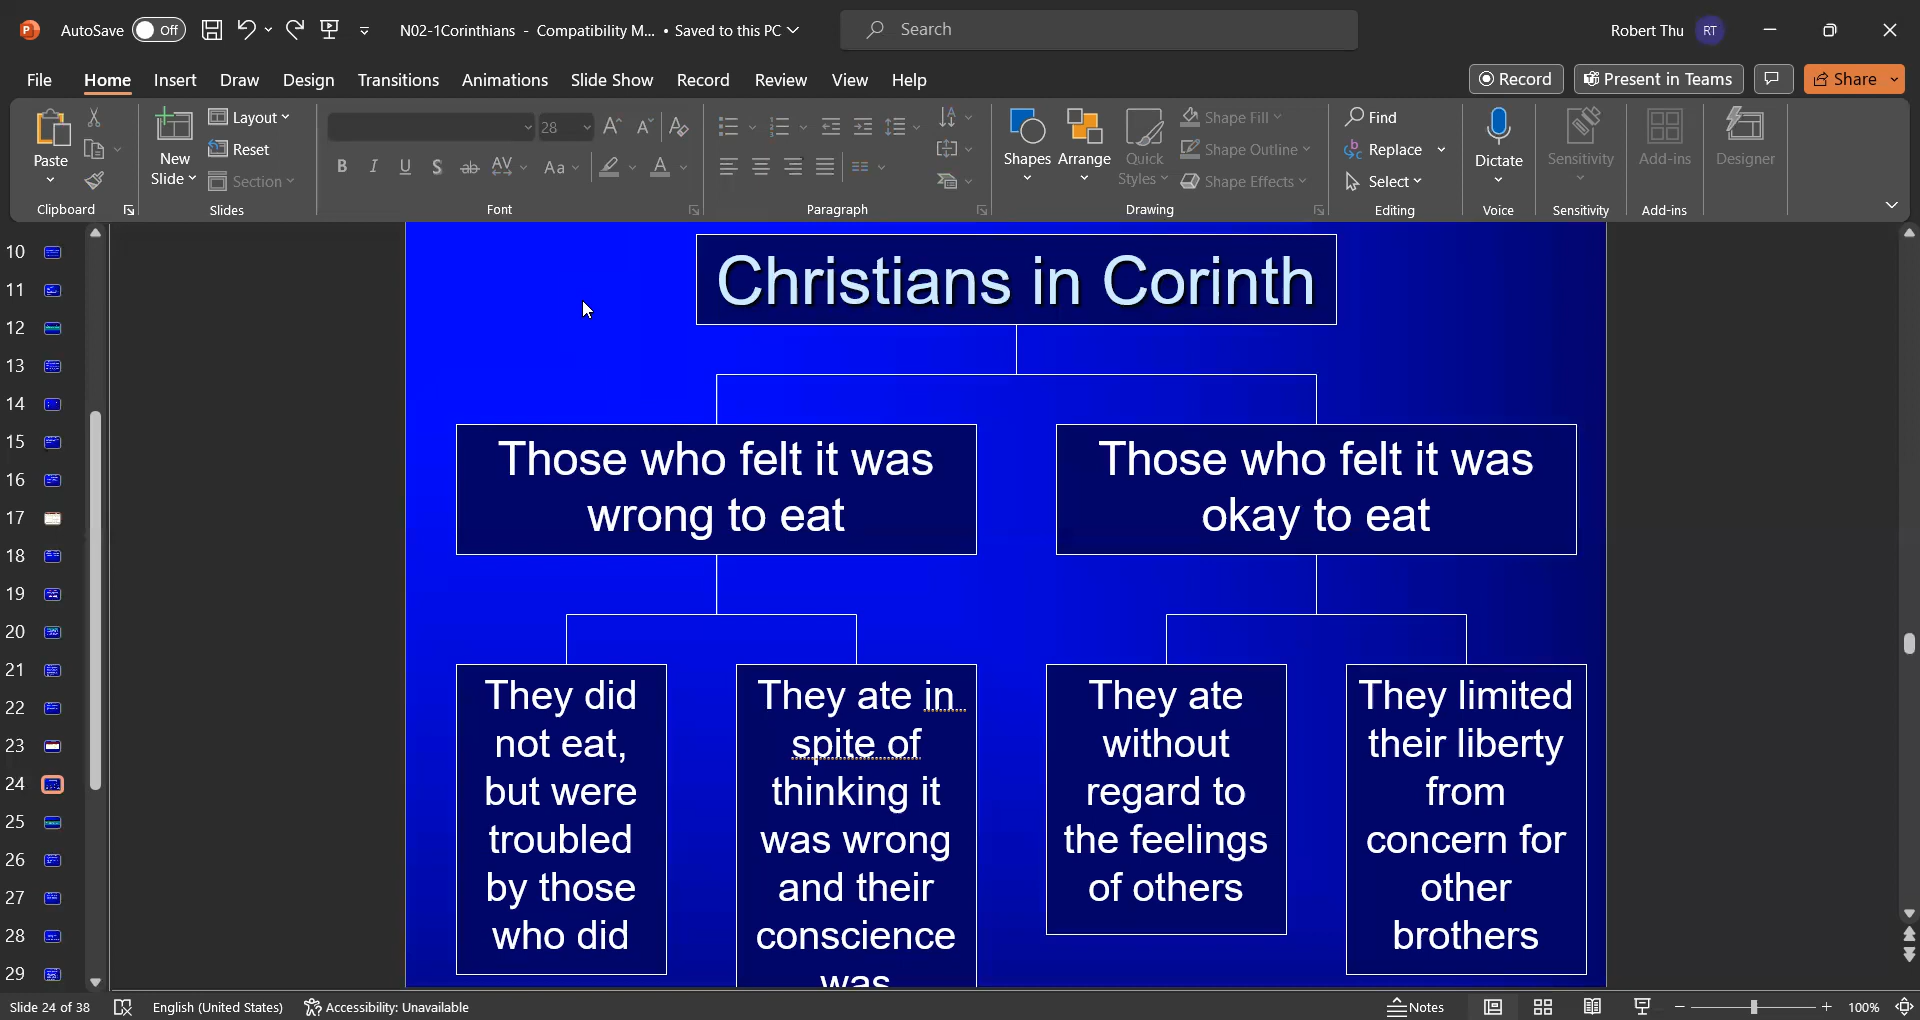 AutoSave Off N02-1Corinthians - Compatibility M... • Saved to this PC Search Robert Thu RT
File Home Insert Draw Design Transitions Animations Slide Show Record Review View Help Record Present in Teams Share
Paste
Clipboard
New
Slide
Layout
Reset
Section
Slides
28
Font
Paragraph
Shapes
Arrange
Quick
Styles
Shape Fill
Shape Outline
Shape Effects
Drawing
Find
Replace
Select
Editing
Dictate
Voice
Sensitivity
Sensitivity
Add-ins
Add-ins
Designer
10
11
12
13
14
15
16
17
18
19
20
21
22
23
24
25
26
27
28
29
Christians in Corinth
Those who felt it was
wrong to eat
Those who felt it was
okay to eat
They did
not eat,
but were
troubled
by those
who did
They ate in
spite of
thinking it
was wrong
and their
conscience
was
They ate
without
regard to
the feelings
of others
They limited
their liberty
from
concern for
other
brothers
Slide 24 of 38 English (United States) Accessibility: Unavailable Notes 100%